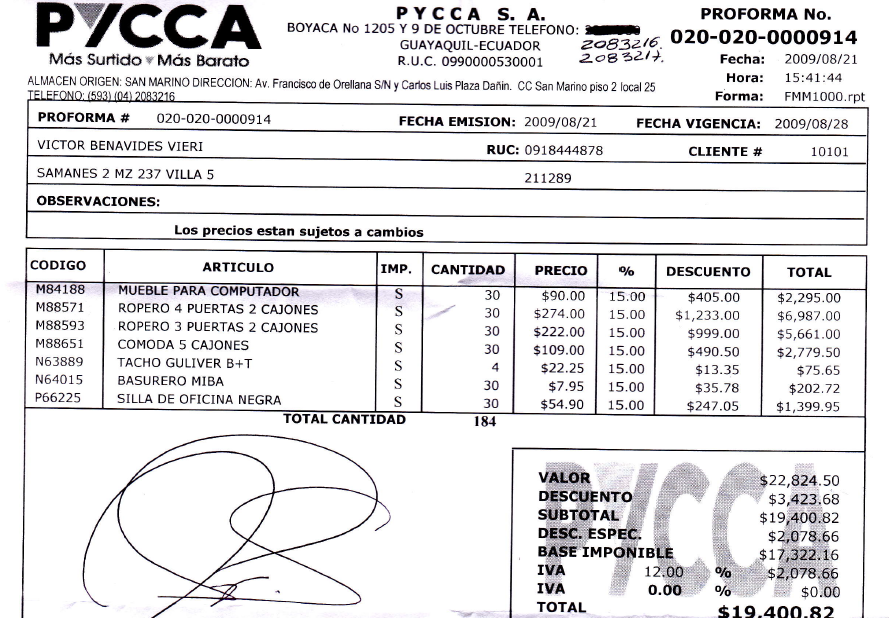 PYCCA
Más Surtido Más Barato
PYCCA S. A.
BOYACA No 1205 Y 9 DE OCTUBRE TELEFONO:
2083216
2083217.
GUAYAQUIL-ECUADOR
R.U.C. 0990000530001
PROFORMA No.
020-020-0000914
Fecha: 2009/08/21
Hora: 15:41:44
Forma: FMM1000.rpt
ALMACEN ORIGEN: SAN MARINO DIRECCION: Av. Francisco de Orellana S/N y Carlos Luis Plaza Dañin. CC San Marino piso 2 local 25
TELEFONO: (593) (04) 2083216
PROFORMA # 020-020-0000914 FECHA EMISION: 2009/08/21 FECHA VIGENCIA: 2009/08/28
VICTOR BENAVIDES VIERI RUC: 0918444878 CLIENTE # 10101
SAMANES 2 MZ 237 VILLA 5 211289
OBSERVACIONES:
Los precios estan sujetos a cambios
CODIGO ARTICULO IMP. CANTIDAD PRECIO % DESCUENTO TOTAL
M84188 MUEBLE PARA COMPUTADOR S 30 $90.00 15.00 $405.00 $2,295.00
M88571 ROPERO 4 PUERTAS 2 CAJONES S 30 $274.00 15.00 $1,233.00 $6,987.00
M88593 ROPERO 3 PUERTAS 2 CAJONES S 30 $222.00 15.00 $999.00 $5,661.00
M88651 COMODA 5 CAJONES S 30 $109.00 15.00 $490.50 $2,779.50
N63889 TACHO GULIVER B+T S 4 $22.25 15.00 $13.35 $75.65
N64015 BASURERO MIBA S 30 $7.95 15.00 $35.78 $202.72
P66225 SILLA DE OFICINA NEGRA S 30 $54.90 15.00 $247.05 $1,399.95
TOTAL CANTIDAD 184
PYCCA
VALOR $22,824.50
DESCUENTO $3,423.68
SUBTOTAL $19,400.82
DESC. ESPEC. $2,078.66
BASE IMPONIBLE $17,322.16
IVA 12.00 % $2,078.66
IVA 0.00 % $0.00
TOTAL $19,400.82